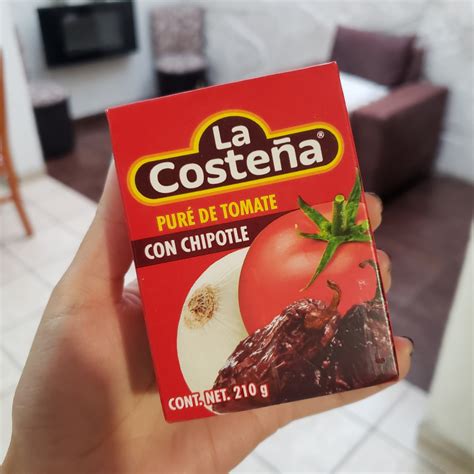 La
Costeña®
PURÉ DE TOMATE
CON CHIPOTLE
CONT. NET. 210 g